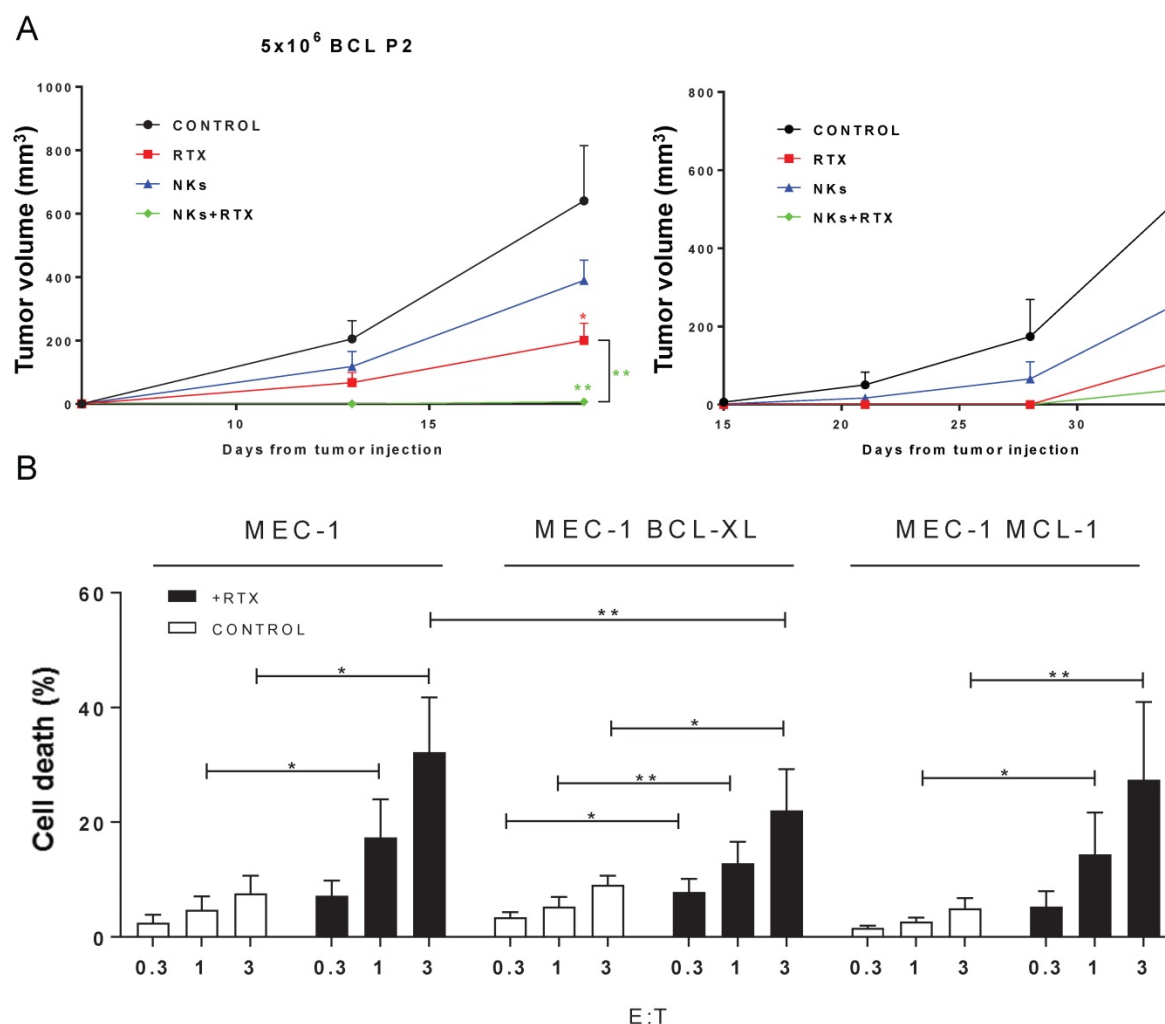 A
5x10⁶ BCL P2
Tumor volume (mm³)
1000
800
600
400
200
0
CONTROL
RTX
NKs
NKs+RTX
*
**
**
10
15
Days from tumor injection
Tumor volume (mm³)
800
600
400
200
0
CONTROL
RTX
NKs
NKs+RTX
15
20
25
30
Days from tumor injection
B
MEC-1
MEC-1 BCL-XL
MEC-1 MCL-1
Cell death (%)
60
40
20
0
+RTX
CONTROL
**
*
*
*
**
*
**
*
0.3 1 3 0.3 1 3 0.3 1 3 0.3 1 3 0.3 1 3 0.3 1 3
E:T